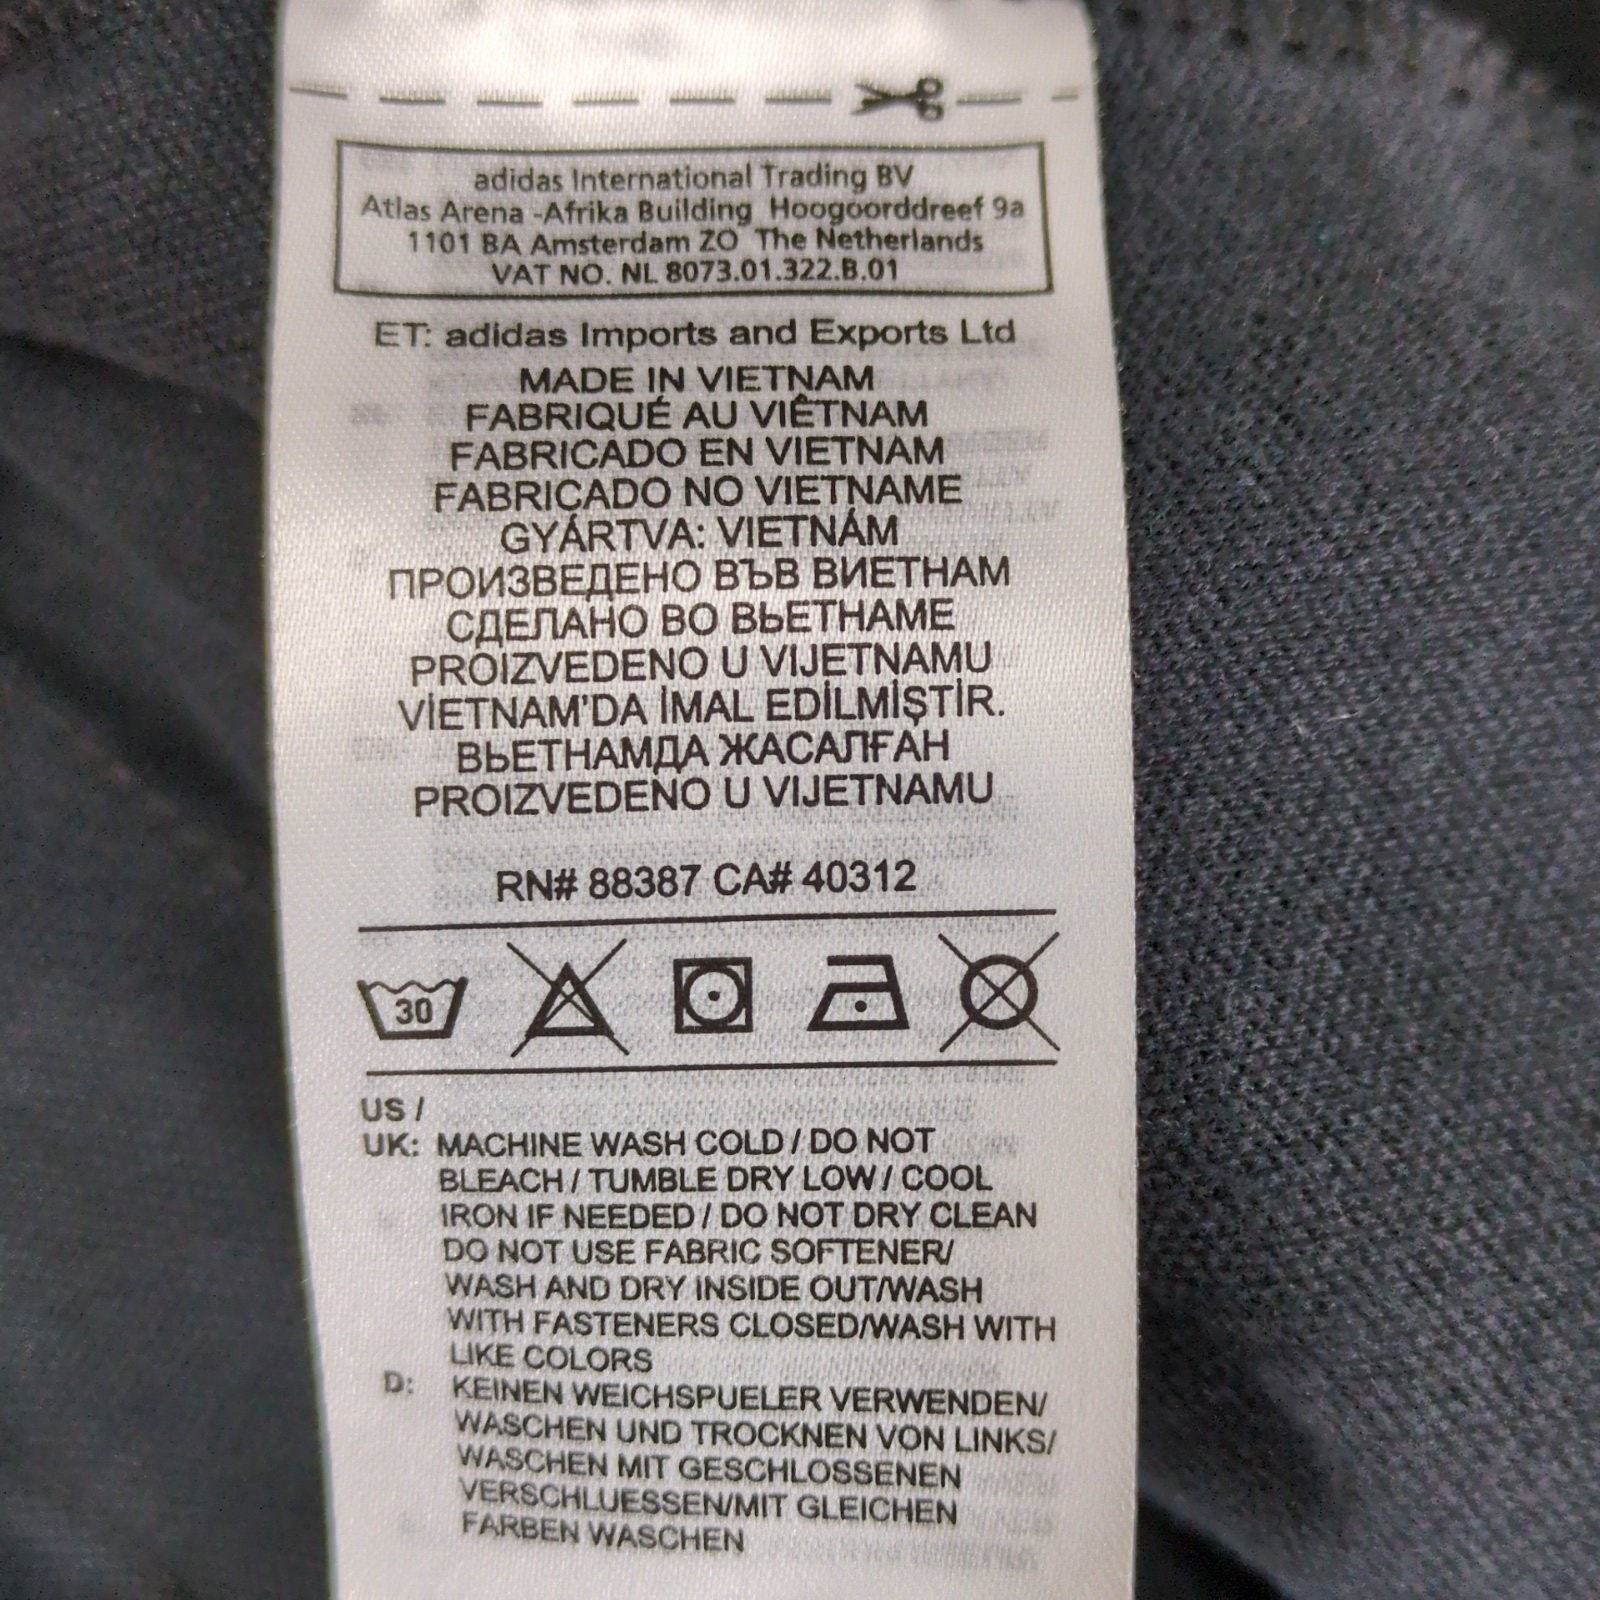 adidas International Trading BV
Atlas Arena -Afrika Building Hoogoorddreef 9a
1101 BA Amsterdam ZO The Netherlands
VAT NO. NL 8073.01.322.B.01
ET: adidas Imports and Exports Ltd
MADE IN VIETNAM
FABRIQUÉ AU VIÊTNAM
FABRICADO EN VIETNAM
FABRICADO NO VIETNAME
GYÁRTVA: VIETNÁM
ПРОИЗВЕДЕНО ВЪВ ВИЕТНАМ
СДЕЛАНО ВО ВЬЕТНАМЕ
PROIZVEDENO U VIJETNAMU
VİETNAM'DA İMAL EDİLMİŞTİR.
ВЬЕТНАМДА ЖАСАЛҒАН
PROIZVEDENO U VIJETNAMU
RN# 88387 CA# 40312
30
US /
UK: MACHINE WASH COLD / DO NOT
BLEACH / TUMBLE DRY LOW / COOL
IRON IF NEEDED / DO NOT DRY CLEAN
DO NOT USE FABRIC SOFTENER/
WASH AND DRY INSIDE OUT/WASH
WITH FASTENERS CLOSED/WASH WITH
LIKE COLORS
D: KEINEN WEICHSPUELER VERWENDEN/
WASCHEN UND TROCKNEN VON LINKS/
WASCHEN MIT GESCHLOSSENEN
VERSCHLUESSEN/MIT GLEICHEN
FARBEN WASCHEN